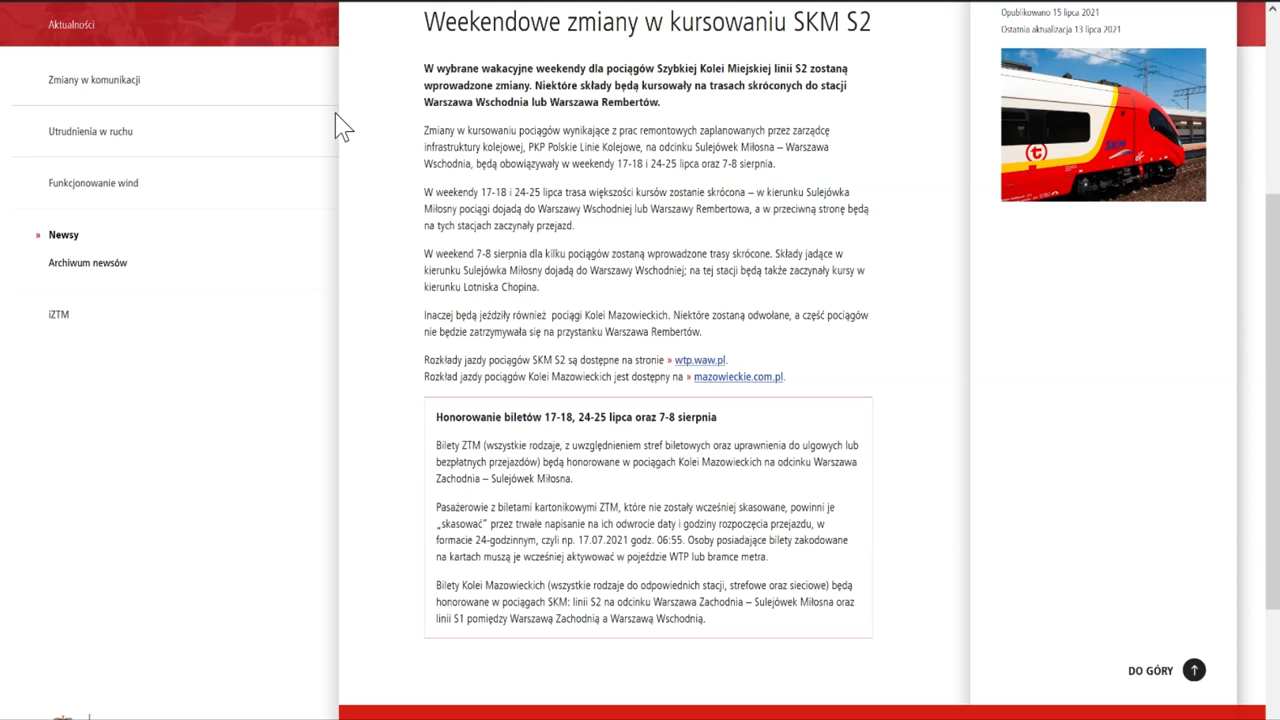 Aktualności
Zmiany w komunikacji
Utrudnienia w ruchu
Funkcjonowanie wind
» Newsy
Archiwum newsów
iZTM
Weekendowe zmiany w kursowaniu SKM S2
W wybrane wakacyjne weekendy dla pociągów Szybkiej Kolei Miejskiej linii S2 zostaną
wprowadzone zmiany. Niektóre składy będą kursowały na trasach skróconych do stacji
Warszawa Wschodnia lub Warszawa Rembertów.
Zmiany w kursowaniu pociągów wynikające z prac remontowych zaplanowanych przez zarządcę
infrastruktury kolejowej, PKP Polskie Linie Kolejowe, na odcinku Sulejówek Miłosna – Warszawa
Wschodnia, będą obowiązywały w weekendy 17-18 i 24-25 lipca oraz 7-8 sierpnia.
W weekendy 17-18 i 24-25 lipca trasa większości kursów zostanie skrócona – w kierunku Sulejówka
Miłosny pociągi dojadą do Warszawy Wschodniej lub Warszawy Rembertowa, a w przeciwną stronę będą
na tych stacjach zaczynały przejazd.
W weekend 7-8 sierpnia dla kilku pociągów zostaną wprowadzone trasy skrócone. Składy jadące w
kierunku Sulejówka Miłosny dojadą do Warszawy Wschodniej; na tej stacji będą także zaczynały kursy w
kierunku Lotniska Chopina.
Inaczej będą jeździły również pociągi Kolei Mazowieckich. Niektóre zostaną odwołane, a część pociągów
nie będzie zatrzymywała się na przystanku Warszawa Rembertów.
Rozkłady jazdy pociągów SKM S2 są dostępne na stronie » wtp.waw.pl.
Rozkład jazdy pociągów Kolei Mazowieckich jest dostępny na » mazowieckie.com.pl.
Honorowanie biletów 17-18, 24-25 lipca oraz 7-8 sierpnia
Bilety ZTM (wszystkie rodzaje, z uwzględnieniem stref biletowych oraz uprawnienia do ulgowych lub
bezpłatnych przejazdów) będą honorowane w pociągach Kolei Mazowieckich na odcinku Warszawa
Zachodnia – Sulejówek Miłosna.
Pasażerowie z biletami kartonikowymi ZTM, które nie zostały wcześniej skasowane, powinni je
„skasować” przez trwałe napisanie na ich odwrocie daty i godziny rozpoczęcia przejazdu, w
formacie 24-godzinnym, czyli np. 17.07.2021 godz. 06:55. Osoby posiadające bilety zakodowane
na kartach muszą je wcześniej aktywować w pojeździe WTP lub bramce metra.
Bilety Kolei Mazowieckich (wszystkie rodzaje do odpowiednich stacji, strefowe oraz sieciowe) będą
honorowane w pociągach SKM: linii S2 na odcinku Warszawa Zachodnia – Sulejówek Miłosna oraz
linii S1 pomiędzy Warszawą Zachodnią a Warszawą Wschodnią.
Opublikowano 15 lipca 2021
Ostatnia aktualizacja 13 lipca 2021
SKM
DO GÓRY